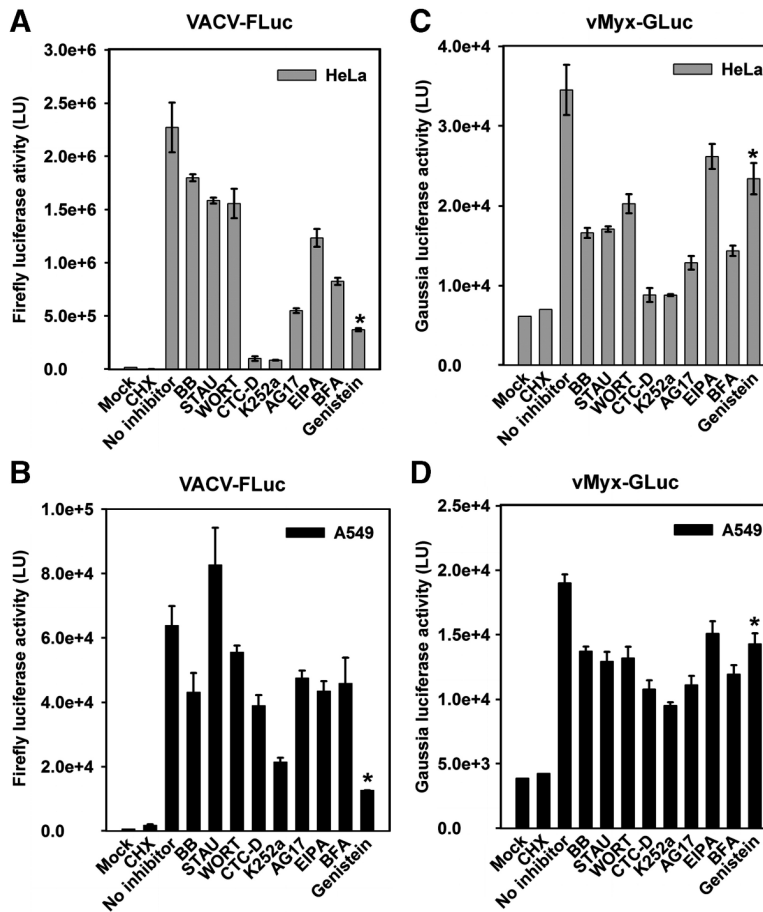 A
VACV-FLuc
Firefly luciferase ativity (LU)
3.0e+6
2.5e+6
2.0e+6
1.5e+6
1.0e+6
5.0e+5
0.0
HeLa
*
Mock
CHX
No inhibitor
BB
STAU
WORT
CTC-D
K252a
AG17
EIPA
BFA
Genistein
C
vMyx-GLuc
Gaussia luciferase activity (LU)
4.0e+4
3.0e+4
2.0e+4
1.0e+4
0.0
HeLa
*
Mock
CHX
No inhibitor
BB
STAU
WORT
CTC-D
K252a
AG17
EIPA
BFA
Genistein
B
VACV-FLuc
Firefly luciferase activity (LU)
1.0e+5
8.0e+4
6.0e+4
4.0e+4
2.0e+4
0.0
A549
*
Mock
CHX
No inhibitor
BB
STAU
WORT
CTC-D
K252a
AG17
EIPA
BFA
Genistein
D
vMyx-GLuc
Gaussia luciferase activity (LU)
2.5e+4
2.0e+4
1.5e+4
1.0e+4
5.0e+3
0.0
A549
*
Mock
CHX
No inhibitor
BB
STAU
WORT
CTC-D
K252a
AG17
EIPA
BFA
Genistein